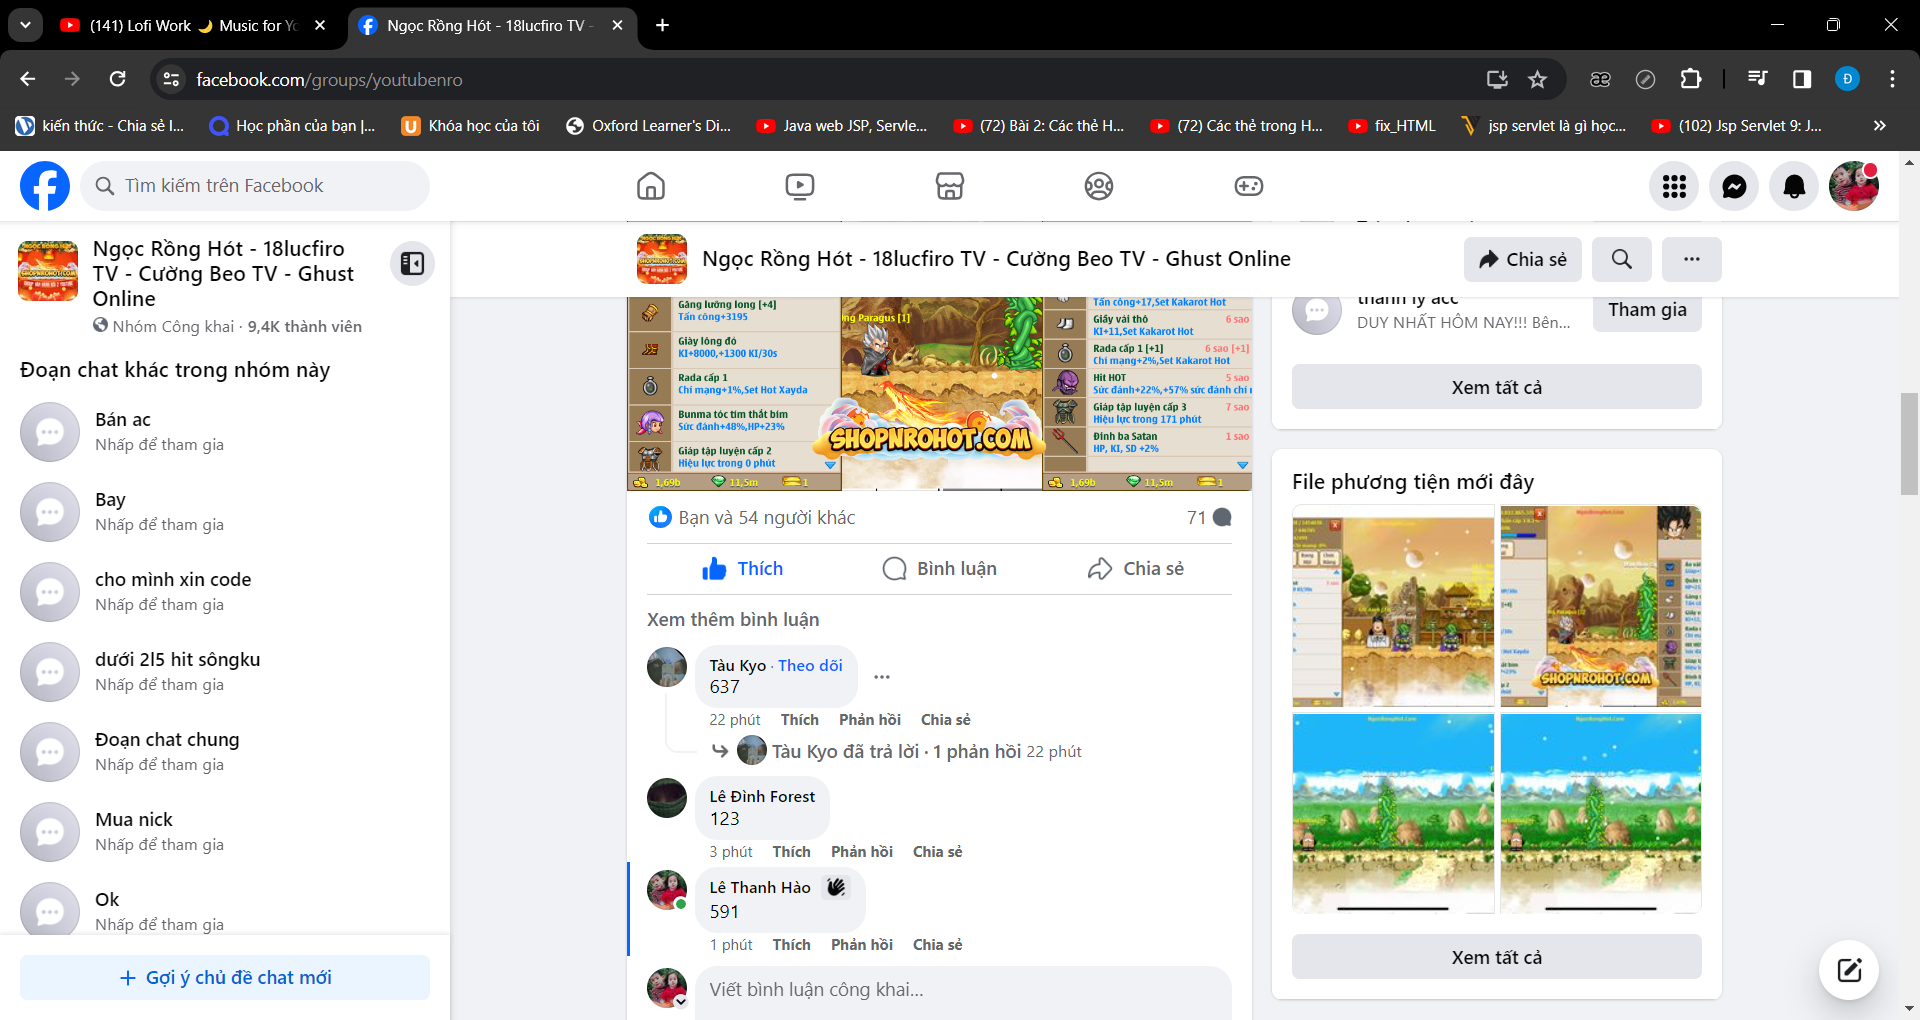 (141) Lofi Work 🌙 Music for Yo
Ngọc Rồng Hót - 18lucfiro TV -
facebook.com/groups/youtubenro
kiến thức - Chia sẻ l...
Học phần của bạn |...
Khóa học của tôi
Oxford Learner's Di...
Java web JSP, Servle...
(72) Bài 2: Các thẻ H...
(72) Các thẻ trong H...
fix_HTML
jsp servlet là gì học...
(102) Jsp Servlet 9: J...
Tìm kiếm trên Facebook
Ngọc Rồng Hót - 18lucfiro
TV - Cường Beo TV - Ghust
Online
Nhóm Công khai · 9,4K thành viên
Đoạn chat khác trong nhóm này
Bán ac
Nhấp để tham gia
Bay
Nhấp để tham gia
cho mình xin code
Nhấp để tham gia
dưới 2l5 hit sôngku
Nhấp để tham gia
Đoạn chat chung
Nhấp để tham gia
Mua nick
Nhấp để tham gia
Ok
Nhấp để tham gia
+ Gợi ý chủ đề chat mới
Ngọc Rồng Hót - 18lucfiro TV - Cường Beo TV - Ghust Online
Chia sẻ
Găng lưỡng long [+4]
Tấn công+3195
Giày lông đỏ
KI+8000,+1300 KI/30s
Rada cấp 1
Chí mạng+1%,Set Hot Xayda
Bunma tóc tím thắt bím
Sức đánh+48%,HP+23%
Giáp tập luyện cấp 2
Hiệu lực trong 0 phút
1,69b
11,5m
1
ng Paragus [1]
SHOPNROHOT.COM
Tấn công+17,Set Kakarot Hot
Giầy vải thô
6 sao
KI+11,Set Kakarot Hot
Rada cấp 1 [+1]
6 sao [+1]
Chí mạng+2%,Set Kakarot Hot
Hit HOT
5 sao
Sức đánh+22%,+57% sức đánh chí
Giáp tập luyện cấp 3
7 sao
Hiệu lực trong 171 phút
Đinh ba Satan
1 sao
HP, KI, SD +2%
1,69b
11,5m
1
Bạn và 54 người khác
71
Thích
Bình luận
Chia sẻ
Xem thêm bình luận
Tàu Kyo · Theo dõi
637
22 phút Thích Phản hồi Chia sẻ
Tàu Kyo đã trả lời · 1 phản hồi 22 phút
Lê Đình Forest
123
3 phút Thích Phản hồi Chia sẻ
Lê Thanh Hào
591
1 phút Thích Phản hồi Chia sẻ
Viết bình luận công khai...
thanh lý acc
DUY NHẤT HÔM NAY!!! Bên...
Tham gia
Xem tất cả
File phương tiện mới đây
SHOPNROHOT.COM
Xem tất cả